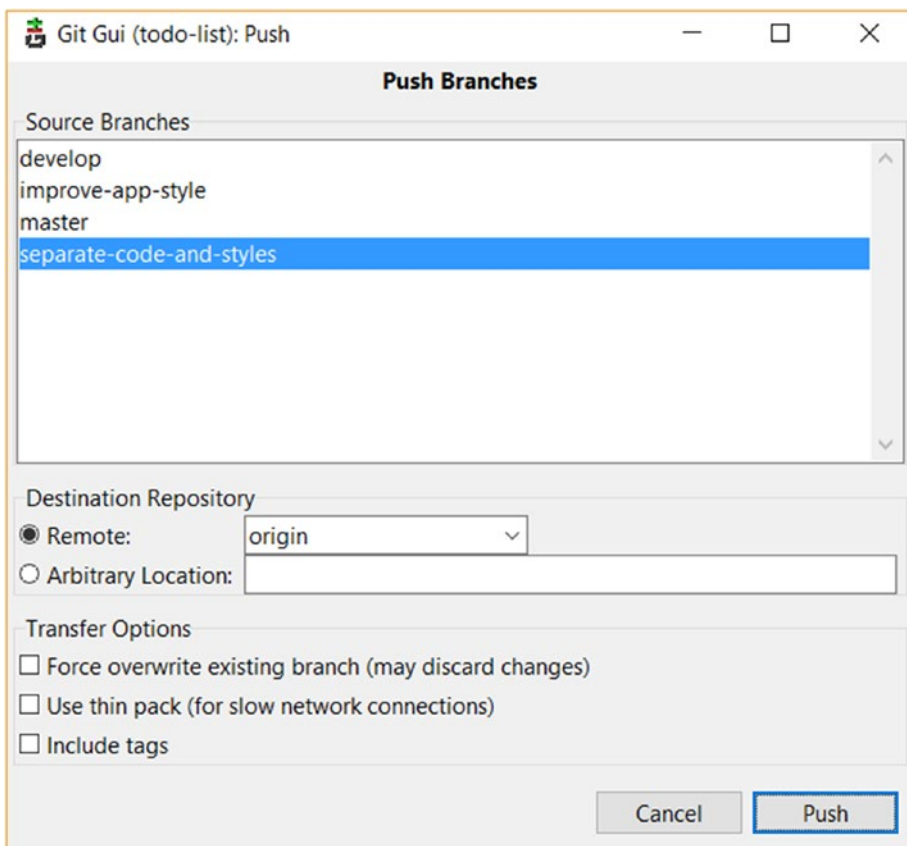 Git Gui (todo-list): Push
Push Branches
Source Branches
develop
improve-app-style
master
separate-code-and-styles
Destination Repository
Remote: origin
Arbitrary Location:
Transfer Options
Force overwrite existing branch (may discard changes)
Use thin pack (for slow network connections)
Include tags
Cancel Push